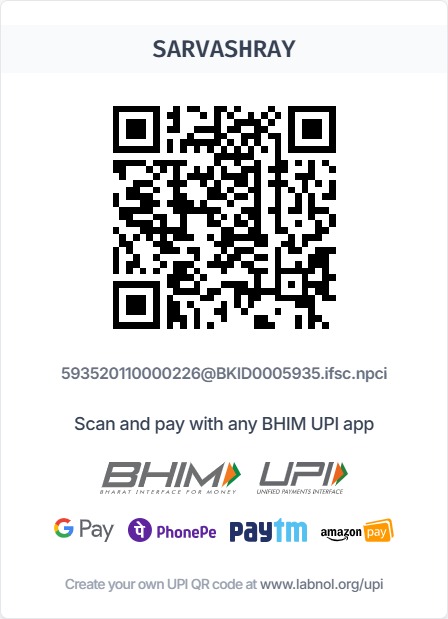 SARVASHRAY
593520110000226@BKID0005935.ifsc.npci
Scan and pay with any BHIM UPI app
BHIM UPI
BHARAT INTERFACE FOR MONEY UNIFIED PAYMENTS INTERFACE
G Pay PhonePe paytm amazon pay
Create your own UPI QR code at www.labnol.org/upi